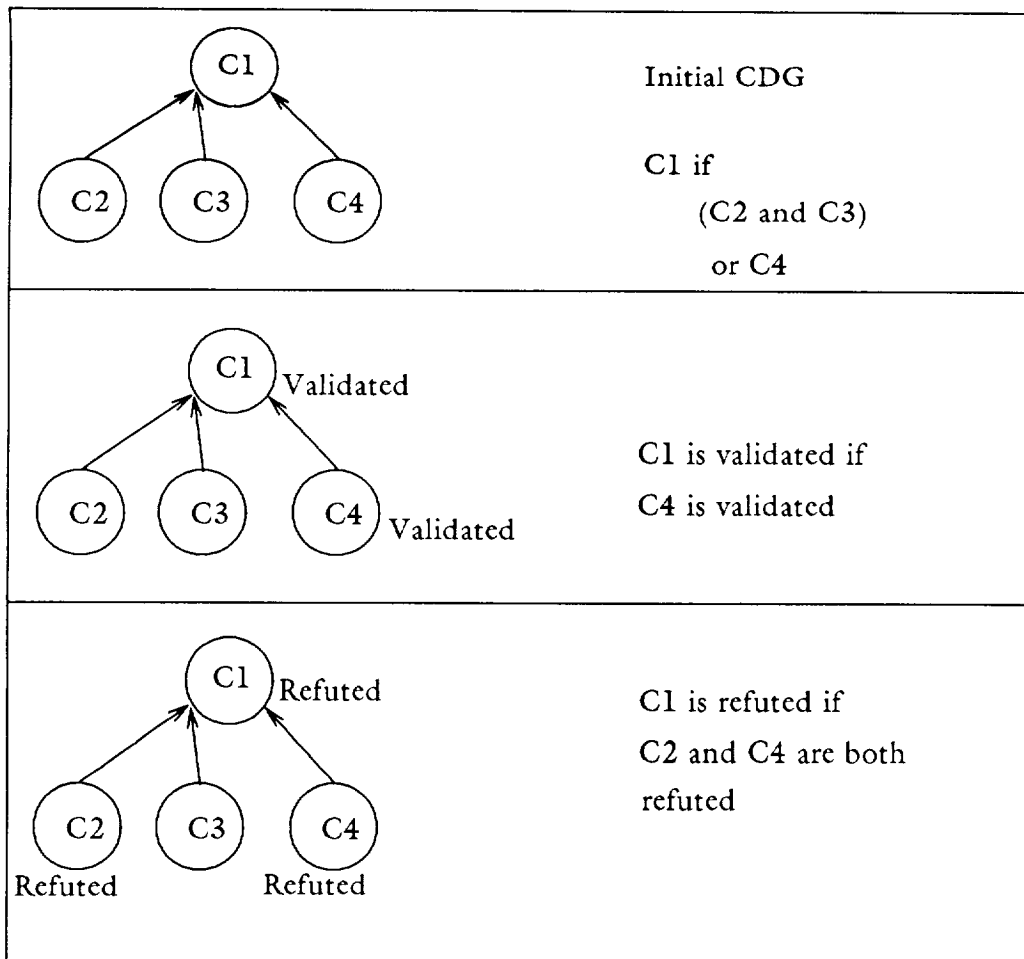 C1
C2 C3 C4
Initial CDG
C1 if
(C2 and C3)
or C4
C1
Validated
C2 C3 C4
Validated
C1 is validated if
C4 is validated
C1
Refuted
C2 C3 C4
Refuted Refuted
C1 is refuted if
C2 and C4 are both
refuted